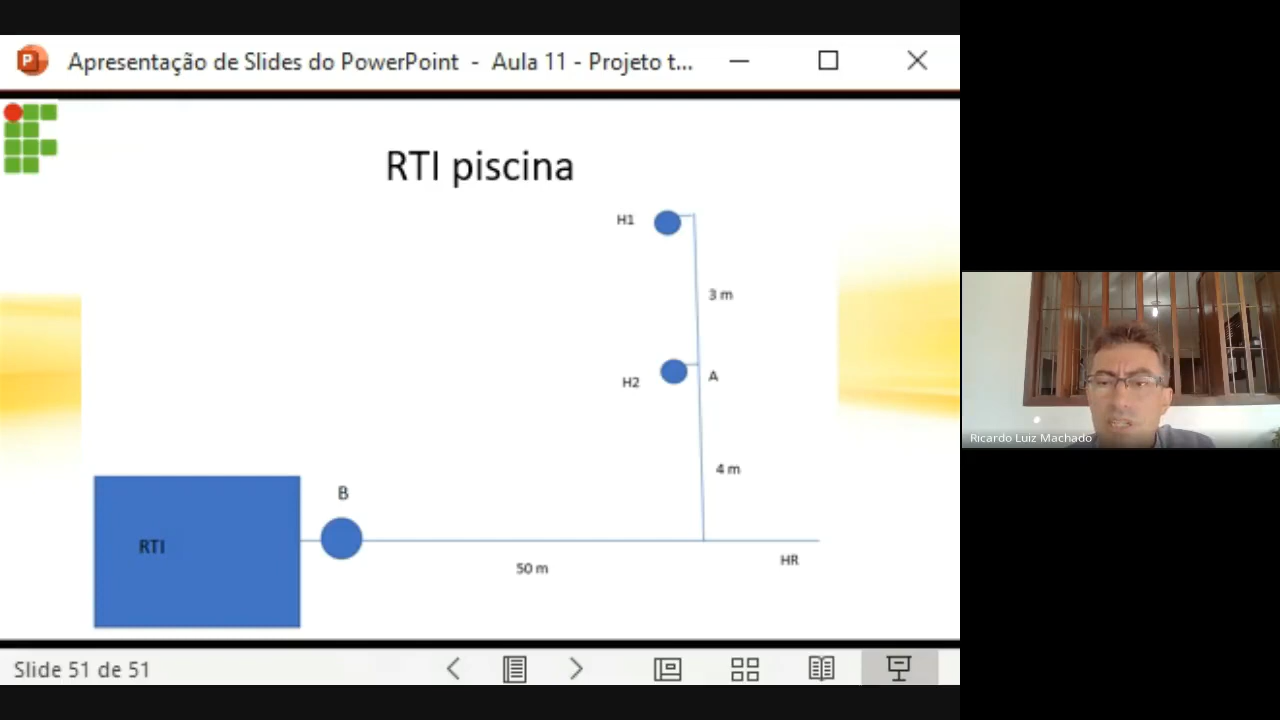 Apresentação de Slides do PowerPoint - Aula 11 - Projeto t...
RTI piscina
H1
3 m
H2
A
4 m
B
RTI
50 m
HR
Ricardo Luiz Machado
Slide 51 de 51